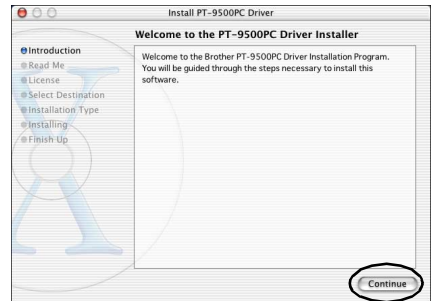 Install PT-9500PC Driver
Welcome to the PT-9500PC Driver Installer
Introduction
Read Me
License
Select Destination
Installation Type
Installing
Finish Up
Welcome to the Brother PT-9500PC Driver Installation Program.
You will be guided through the steps necessary to install this
software.
Continue